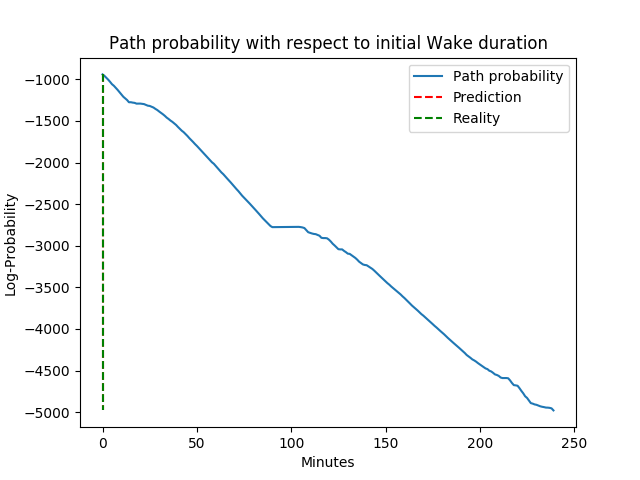 Path probability with respect to initial Wake duration
Path probability
Prediction
Reality
Log-Probability
−1000
−1500
−2000
−2500
−3000
−3500
−4000
−4500
−5000
0 50 100 150 200 250
Minutes